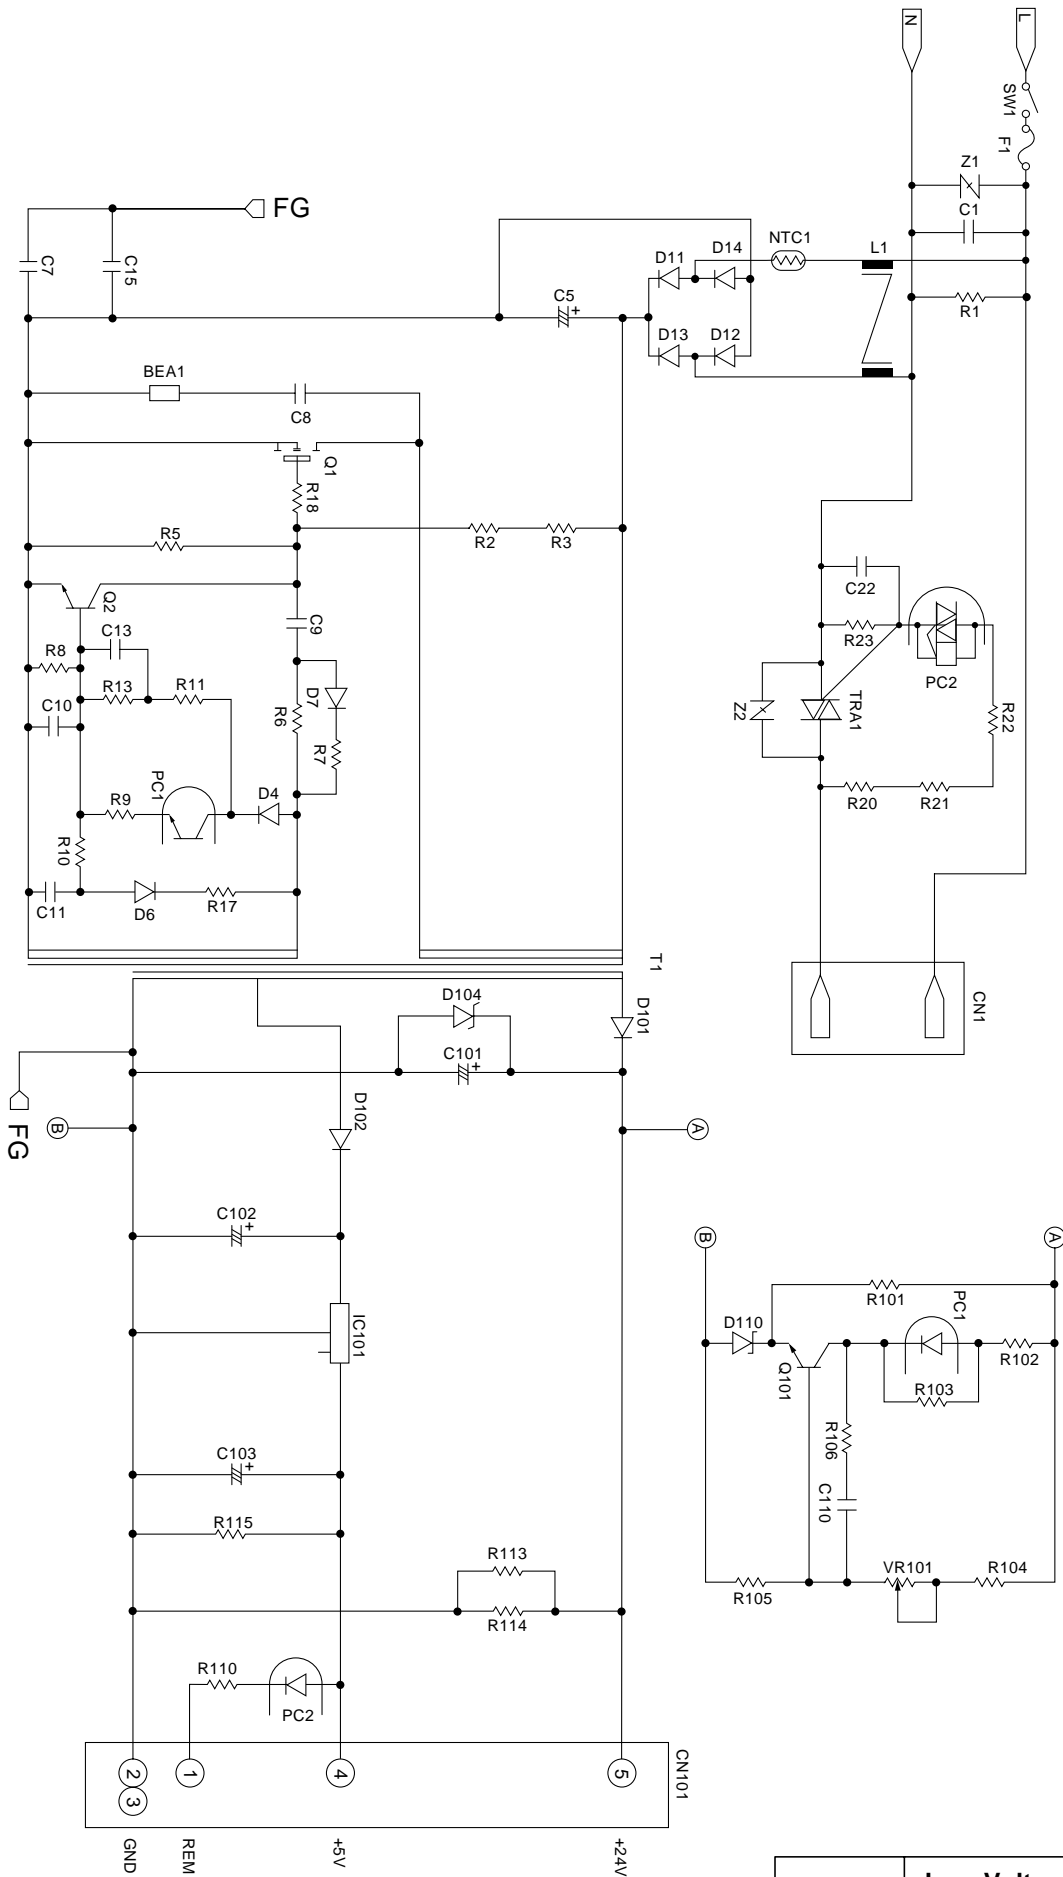 N
L
SW1
F1
Z1
C1
FG
C7
C15
C5
+
D11
D14
NTC1
L1
R1
D13
D12
BEA1
C8
Q1
R18
R5
R2
R3
C22
R23
PC2
Q2
C13
C9
R8
R13
R11
D7
R6
R7
C10
Z2
TRA1
R22
PC1
R9
D4
R20
R21
R10
C11
D6
R17
T1
CN1
D104
D101
C101
+
FG
B
D102
A
C102
+
B
A
R101
PC1
IC101
D110
Q101
R102
R103
R106
C110
C103
+
R115
R113
R114
VR101
R104
R105
R110
PC2
CN101
2
3
1
4
5
GND
REM
+5V
+24V